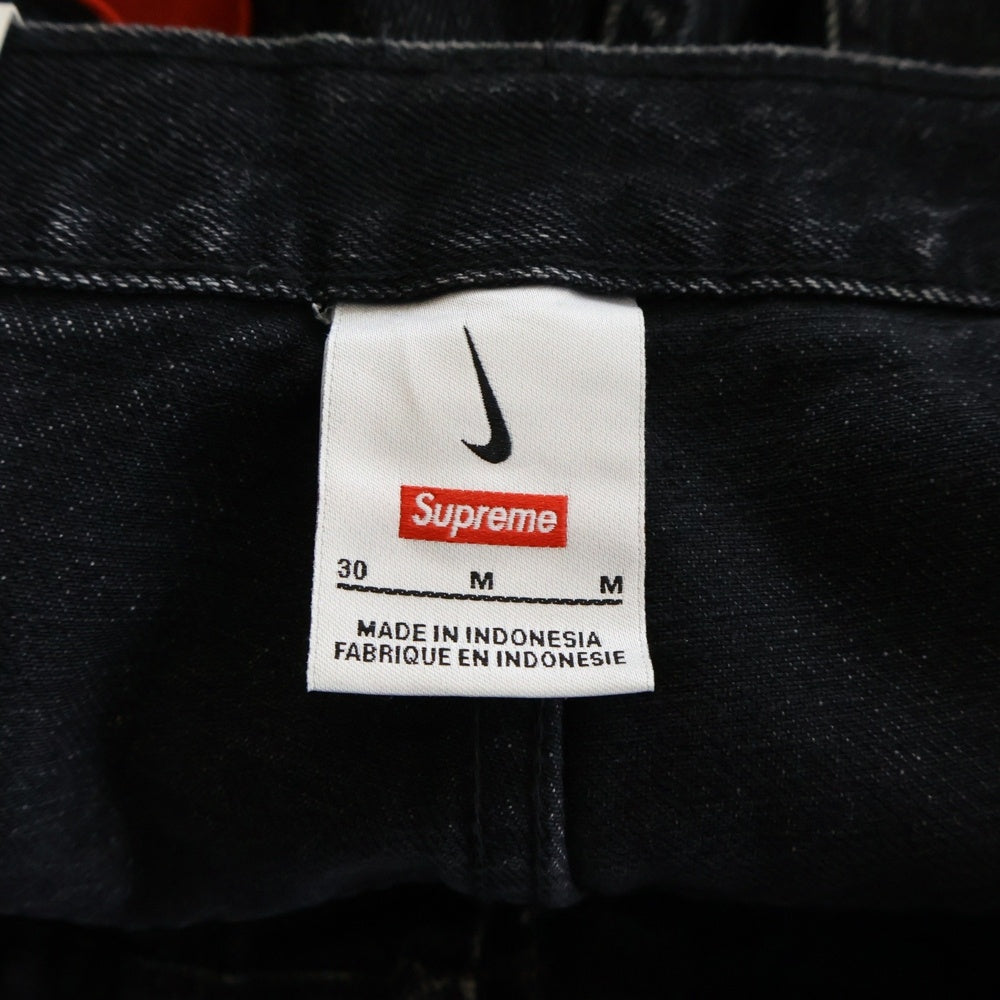 Supreme
30 M M
MADE IN INDONESIA
FABRIQUE EN INDONESIE